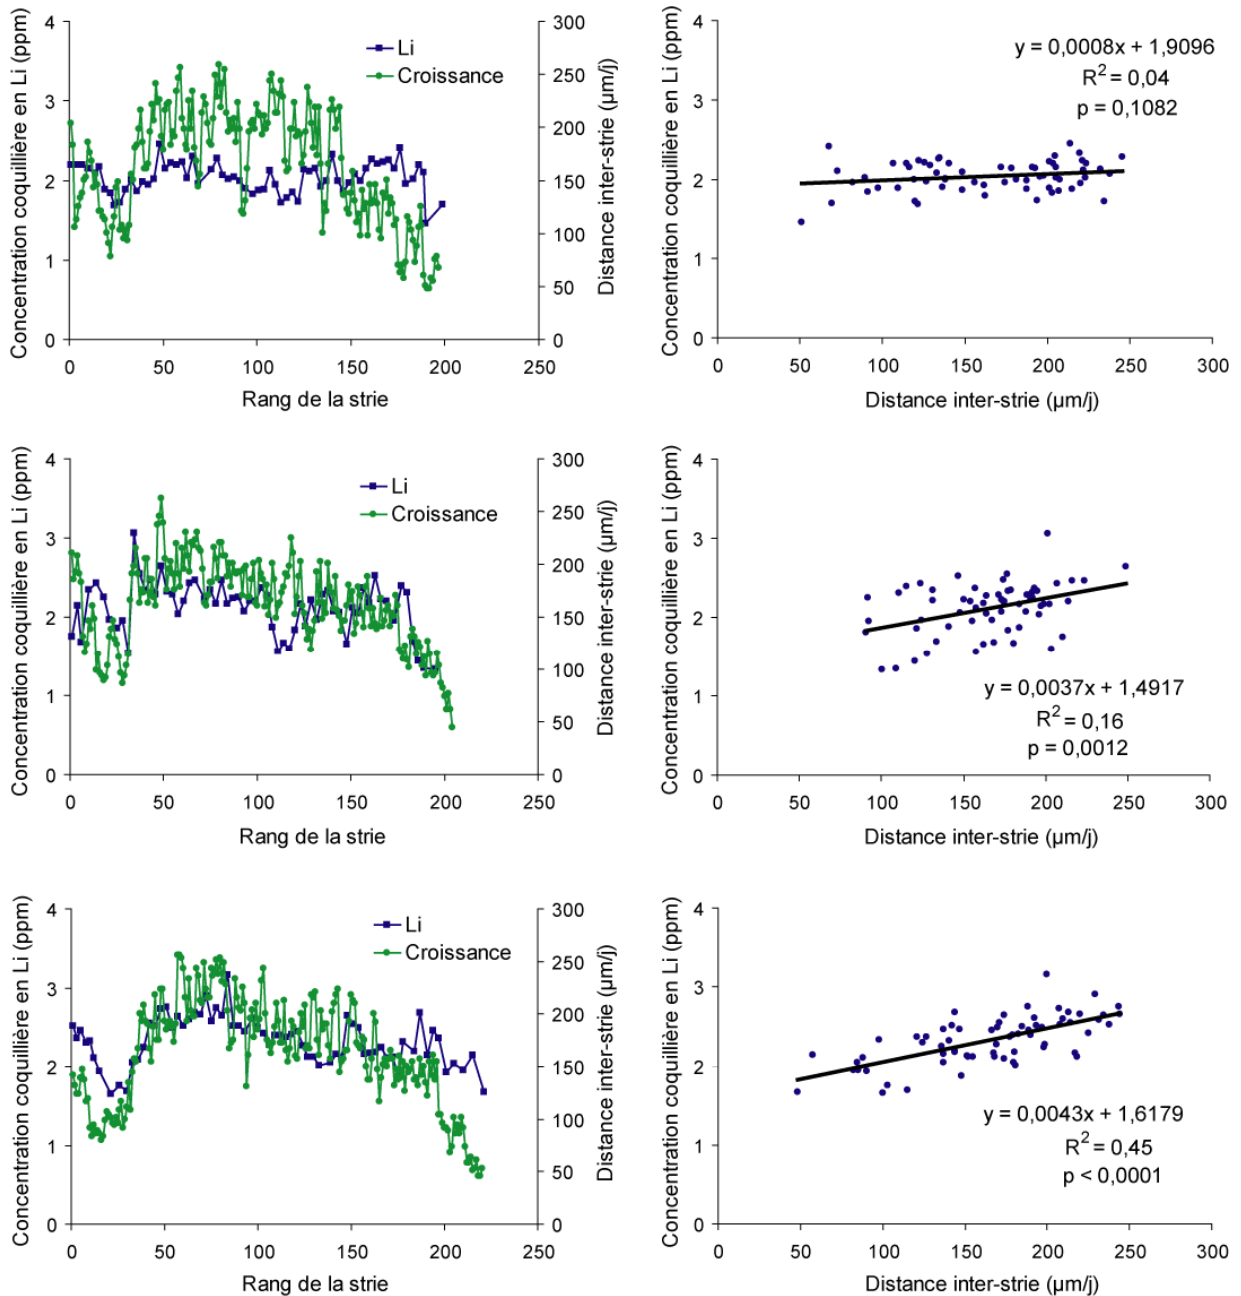 4
3
2
1
0
Concentration coquillière en Li (ppm)
300
250
200
150
100
50
0
Distance inter-strie (µm/j)
Li
Croissance
0 50 100 150 200 250
Rang de la strie
4
3
2
1
0
Concentration coquillière en Li (ppm)
y = 0,0008x + 1,9096
R2 = 0,04
p = 0,1082
0 50 100 150 200 250 300
Distance inter-strie (µm/j)
4
3
2
1
0
Concentration coquillière en Li (ppm)
300
250
200
150
100
50
0
Distance inter-strie (µm/j)
Li
Croissance
0 50 100 150 200 250
Rang de la strie
4
3
2
1
0
Concentration coquillière en Li (ppm)
y = 0,0037x + 1,4917
R2 = 0,16
p = 0,0012
0 50 100 150 200 250 300
Distance inter-strie (µm/j)
4
3
2
1
0
Concentration coquillière en Li (ppm)
300
250
200
150
100
50
0
Distance inter-strie (µm/j)
Li
Croissance
0 50 100 150 200 250
Rang de la strie
4
3
2
1
0
Concentration coquillière en Li (ppm)
y = 0,0043x + 1,6179
R2 = 0,45
p < 0,0001
0 50 100 150 200 250 300
Distance inter-strie (µm/j)